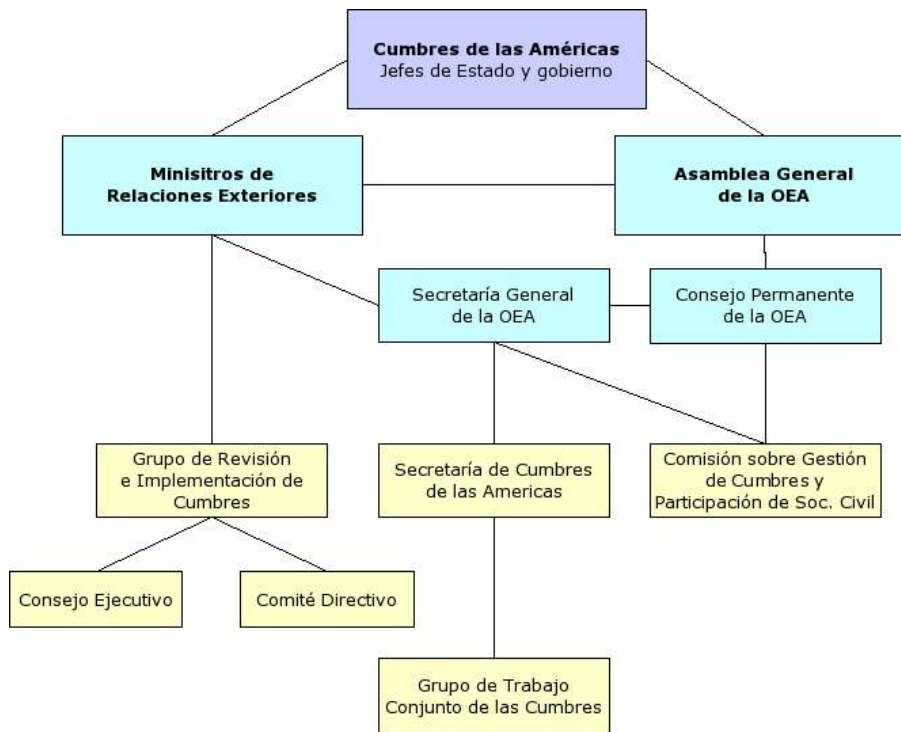 Cumbres de las Américas
Jefes de Estado y gobierno
Minisitros de
Relaciones Exteriores
Asamblea General
de la OEA
Secretaría General
de la OEA
Consejo Permanente
de la OEA
Grupo de Revisión
e Implementación de
Cumbres
Secretaría de Cumbres
de las Americas
Comisión sobre Gestión
de Cumbres y
Participación de Soc. Civil
Consejo Ejecutivo
Comité Directivo
Grupo de Trabajo
Conjunto de las Cumbres